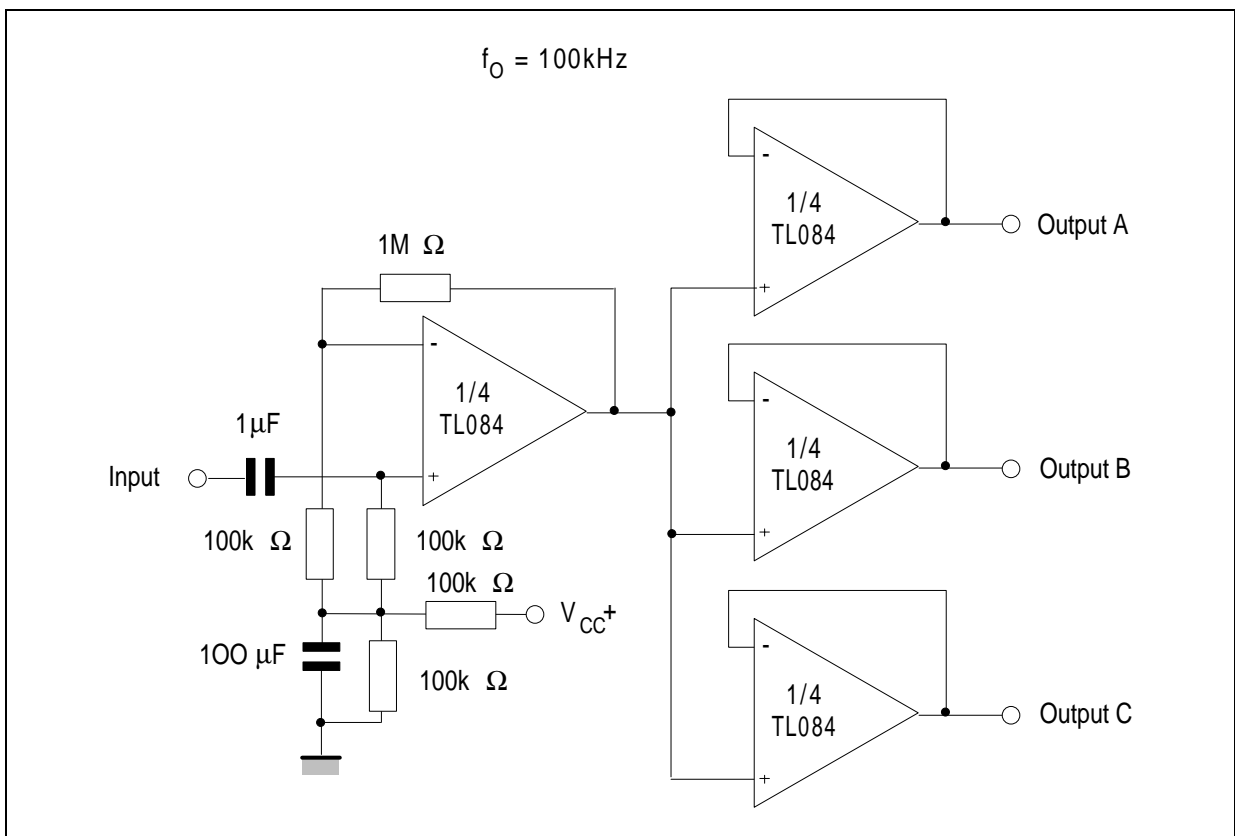 fO = 100kHz
1/4
TL084
Output A
1M Ω
1/4
TL084
1/4
TL084
Output B
1μF
Input
100k Ω
100k Ω
100k Ω
VCC+
1OO μF
100k Ω
1/4
TL084
Output C
-
+
-
+
-
+
-
+